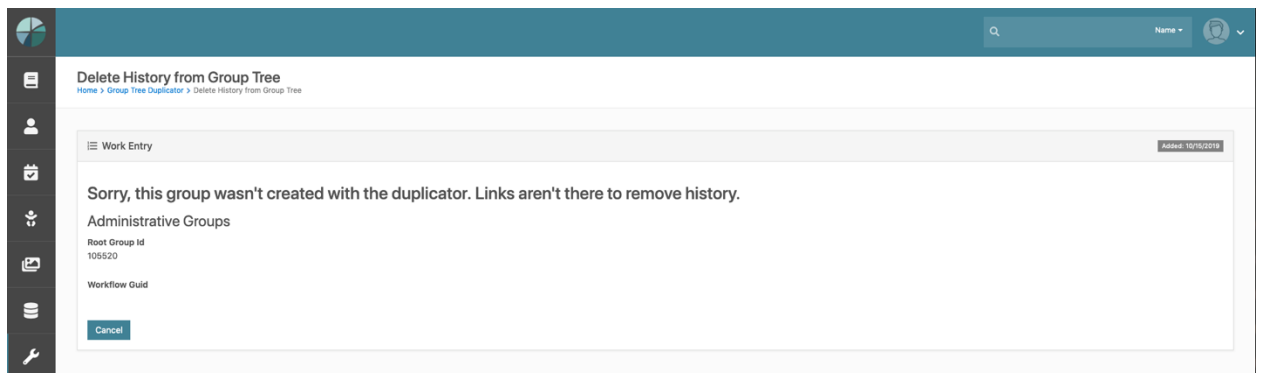 Name
Delete History from Group Tree
Home > Group Tree Duplicator > Delete History from Group Tree
Work Entry
Added: 10/15/2019
Sorry, this group wasn't created with the duplicator. Links aren't there to remove history.
Administrative Groups
Root Group Id
105520
Workflow Guid
Cancel